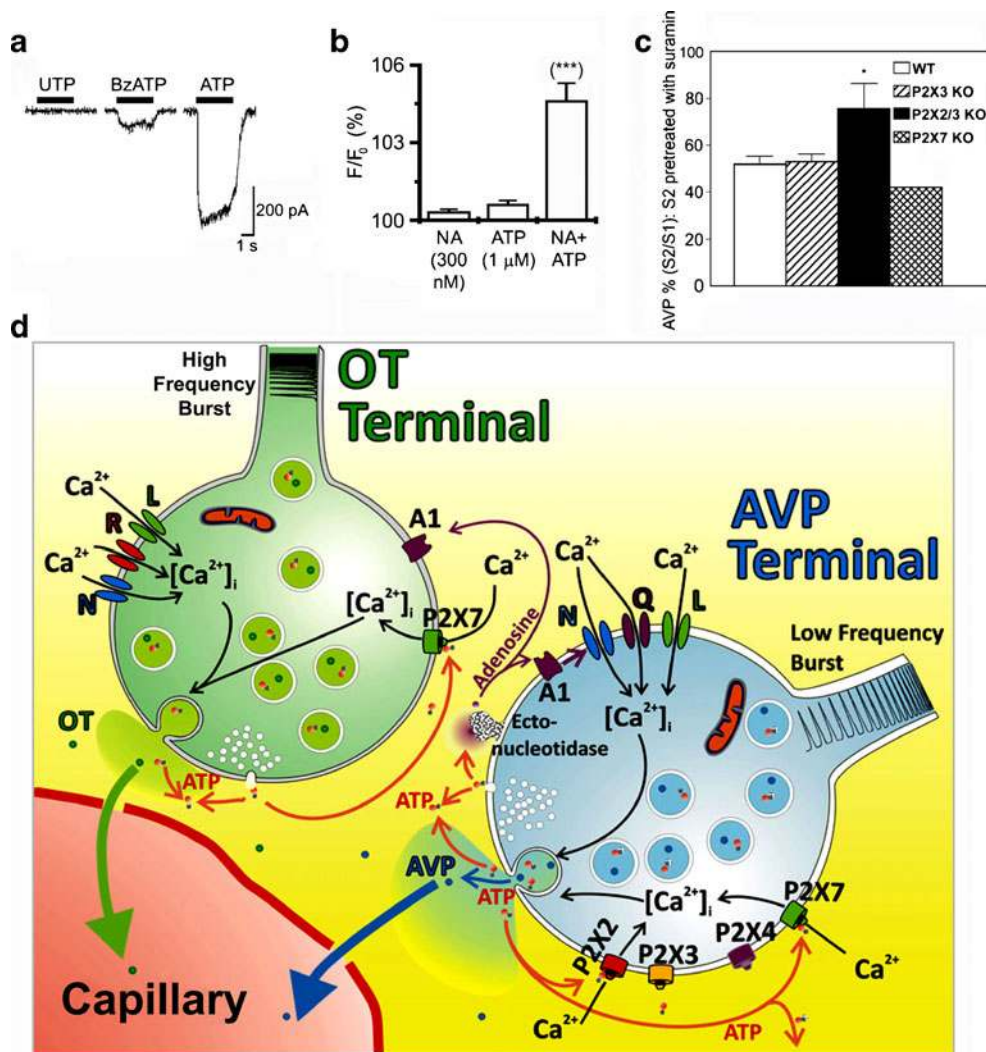 a
UTP BzATP ATP
200 pA
1 s
b
F/F0 (%)
106
103
100
(***)
NA (300 nM)
ATP (1 μM)
NA+ ATP
c
AVP % (S2/S1): S2 pretreated with suramin
100
80
60
40
20
0
*
WT
P2X3 KO
P2X2/3 KO
P2X7 KO
d
High
Frequency
Burst
OT
Terminal
Ca2+
L
R
Ca2+
N
[Ca2+]i
A1
[Ca2+]i
P2X7
Ca2+
Adenosine
OT
ATP
AVP
Terminal
Ca2+
Ca2+
N
Q
L
Low Frequency
Burst
A1
[Ca2+]i
Ecto-
nucleotidase
ATP
AVP
ATP
[Ca2+]i
P2X7
P2X4
P2X3
P2X2
Ca2+
Ca2+
ATP
Capillary